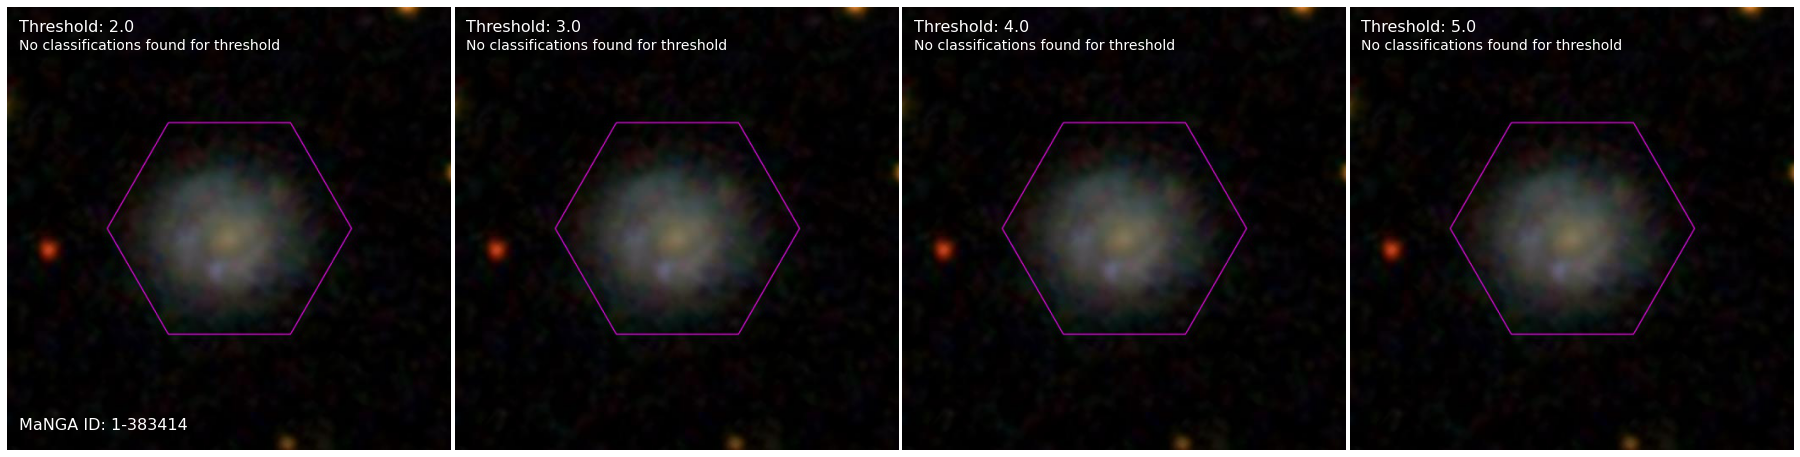 Threshold: 2.0
No classifications found for threshold
MaNGA ID: 1-383414
Threshold: 3.0
No classifications found for threshold
Threshold: 4.0
No classifications found for threshold
Threshold: 5.0
No classifications found for threshold